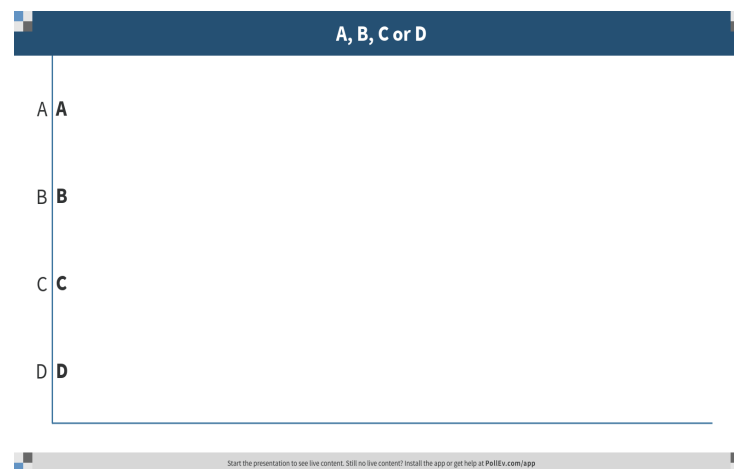 A, B, C or D
A A
B B
C C
D D
Start the presentation to see live content. Still no live content? Install the app or get help at PollEv.com/app